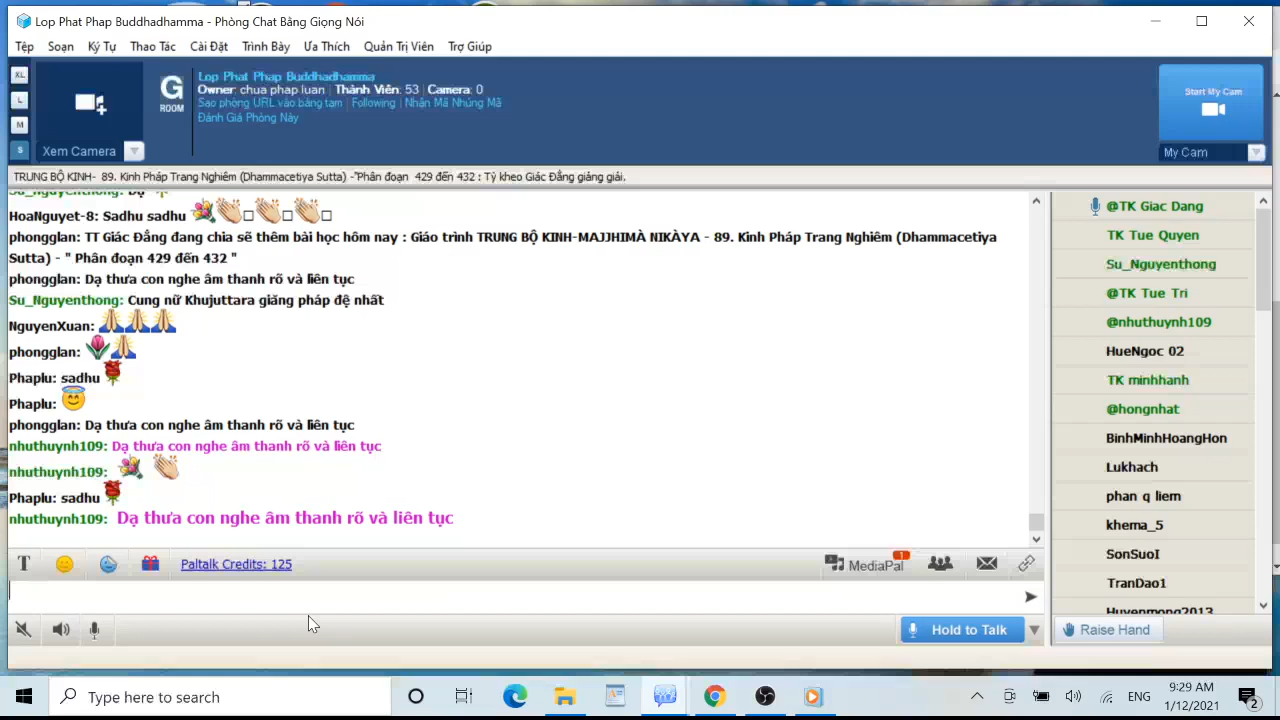 Lop Phat Phap Buddhadhamma - Phòng Chat Bằng Giọng Nói
Tệp Soạn Ký Tự Thao Tác Cài Đặt Trình Bày Ưa Thích Quản Trị Viên Trợ Giúp
XL
L
M
S
Xem Camera
G
ROOM
Lop Phat Phap Buddhadhamma
Owner: chua phap luan | Thành Viên: 53 | Camera: 0
Sao phòng URL vào bảng tạm | Following | Nhận Mã Nhúng Mã
Đánh Giá Phòng Này
Start My Cam
My Cam
TRUNG BỘ KINH- 89. Kinh Pháp Trang Nghiêm (Dhammacetiya Sutta) -"Phân đoạn 429 đến 432 : Tỳ kheo Giác Đẳng giảng giải.
Su_Nguyenthong: Dạ
HoaNguyet-8: Sadhu sadhu
phongglan: TT Giác Đẳng đang chia sẽ thêm bài học hôm nay : Giáo trình TRUNG BỘ KINH-MAJJHIMÀ NIKÀYA - 89. Kinh Pháp Trang Nghiêm (Dhammacetiya
Sutta) - " Phân đoạn 429 đến 432 "
phongglan: Dạ thưa con nghe âm thanh rõ và liên tục
Su_Nguyenthong: Cung nữ Khujuttara giăng pháp đệ nhất
NguyenXuan:
phongglan:
Phaplu: sadhu
Phaplu:
phongglan: Dạ thưa con nghe âm thanh rõ và liên tục
nhuthuynh109: Dạ thưa con nghe âm thanh rõ và liên tục
nhuthuynh109:
Phaplu: sadhu
nhuthuynh109: Dạ thưa con nghe âm thanh rõ và liên tục
@TK Giac Dang
TK Tue Quyen
Su_Nguyenthong
@TK Tue Tri
@nhuthuynh109
HueNgoc 02
TK minhhanh
@hongnhat
BinhMinhHoangHon
Lukhach
phan q liem
khema_5
SonSuoI
TranDao1
Huyenmong2013
T Paltalk Credits: 125 MediaPal 1
Hold to Talk Raise Hand
Type here to search
ENG
9:29 AM
1/12/2021
2